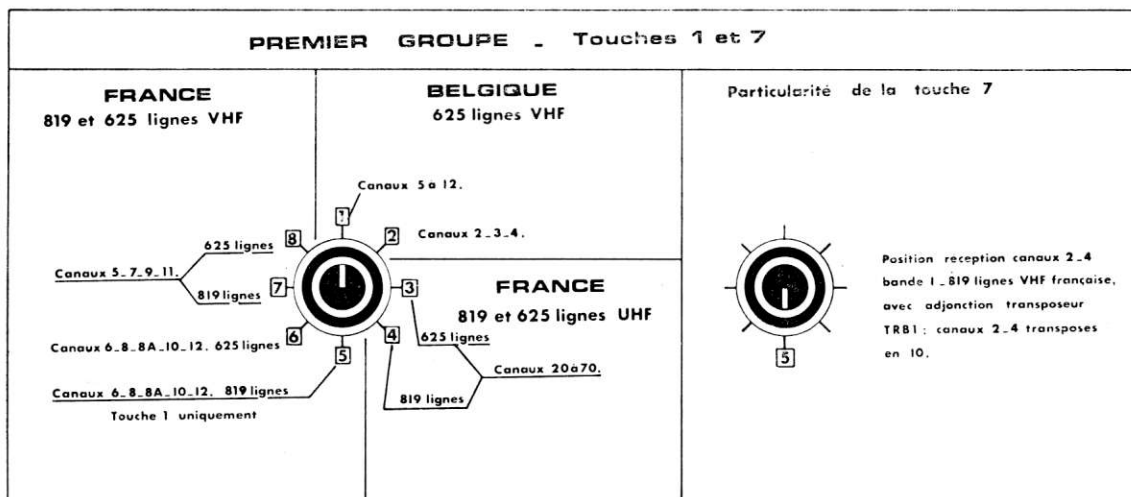 PREMIER GROUPE _ Touches 1 et 7
FRANCE
819 et 625 lignes VHF
BELGIQUE
625 lignes VHF
Particularité de la touche 7
Canaux 5 à 12.
1
2
Canaux 2_3_4.
8
625 lignes
Canaux 5_7_9_11.
819 lignes
7
3
FRANCE
819 et 625 lignes UHF
6
4
625 lignes
Canaux 6_8_8A_10_12. 625 lignes
5
Canaux 20 à 70.
Canaux 6_8_8A_10_12. 819 lignes
819 lignes
Touche 1 uniquement
Position reception canaux 2_4
bande I _ 819 lignes VHF française,
avec adjonction transposeur
TRB1 : canaux 2_4 transposes
en 10.
5